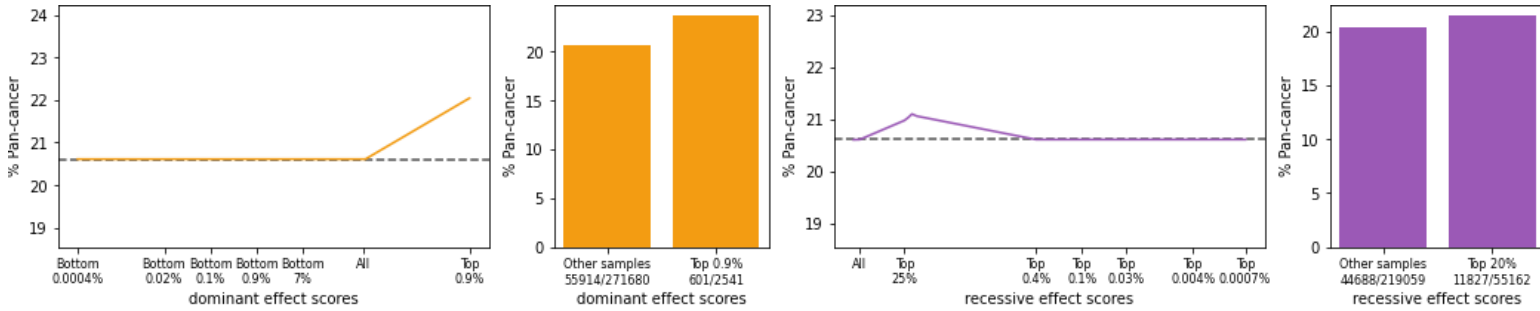 % Pan-cancer
24
23
22
21
20
19
Bottom Bottom Bottom Bottom Bottom All Top
0.0004% 0.02% 0.1% 0.9% 7% 0.9%
dominant effect scores
% Pan-cancer
20
15
10
5
0
Other samples Top 0.9%
55914/271680 601/2541
dominant effect scores
% Pan-cancer
23
22
21
20
19
All Top Top Top Top Top Top
25% 0.4% 0.1% 0.03% 0.004% 0.0007%
recessive effect scores
% Pan-cancer
20
15
10
5
0
Other samples Top 20%
44688/219059 11827/55162
recessive effect scores